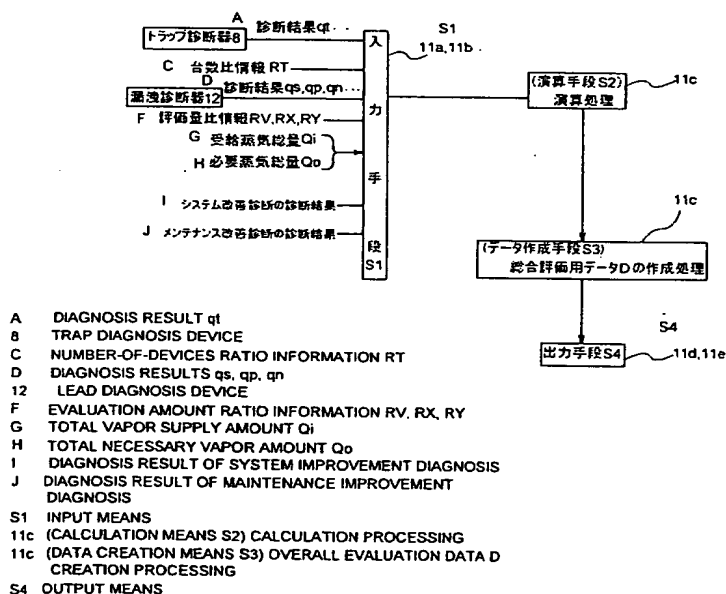 A
トラップ診断器8
診断結果qt‥
C 台数比情報 RT
D
漏洩診断器12
診断結果qs,qp,qn‥
F 評価量比情報RV,RX,RY
G 受給蒸気総量Qi
H 必要蒸気総量Qo
I システム改善診断の診断結果
J メンテナンス改善診断の診断結果
入力手段S1
S1
11a,11b
(演算手段S2)
演算処理
11c
11c
(データ作成手段S3)
総合評価用データDの作成処理
S4
出力手段S4
11d,11e
A DIAGNOSIS RESULT qt
8 TRAP DIAGNOSIS DEVICE
C NUMBER-OF-DEVICES RATIO INFORMATION RT
D DIAGNOSIS RESULTS qs, qp, qn
12 LEAD DIAGNOSIS DEVICE
F EVALUATION AMOUNT RATIO INFORMATION RV, RX, RY
G TOTAL VAPOR SUPPLY AMOUNT Qi
H TOTAL NECESSARY VAPOR AMOUNT Qo
I DIAGNOSIS RESULT OF SYSTEM IMPROVEMENT DIAGNOSIS
J DIAGNOSIS RESULT OF MAINTENANCE IMPROVEMENT
DIAGNOSIS
S1 INPUT MEANS
11c (CALCULATION MEANS S2) CALCULATION PROCESSING
11c (DATA CREATION MEANS S3) OVERALL EVALUATION DATA D
CREATION PROCESSING
S4 OUTPUT MEANS